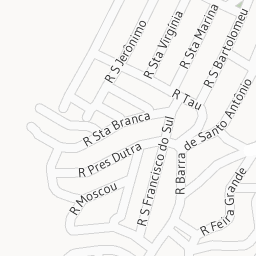 R S Jerônimo
R Sta Virgínia
R Sta Marina
R S Bartolomeu
R Tau
R Sta Branca
R Pres Dutra
R Moscou
R S Francisco do Sul
R Barra de Santo Antônio
R Feira Grande